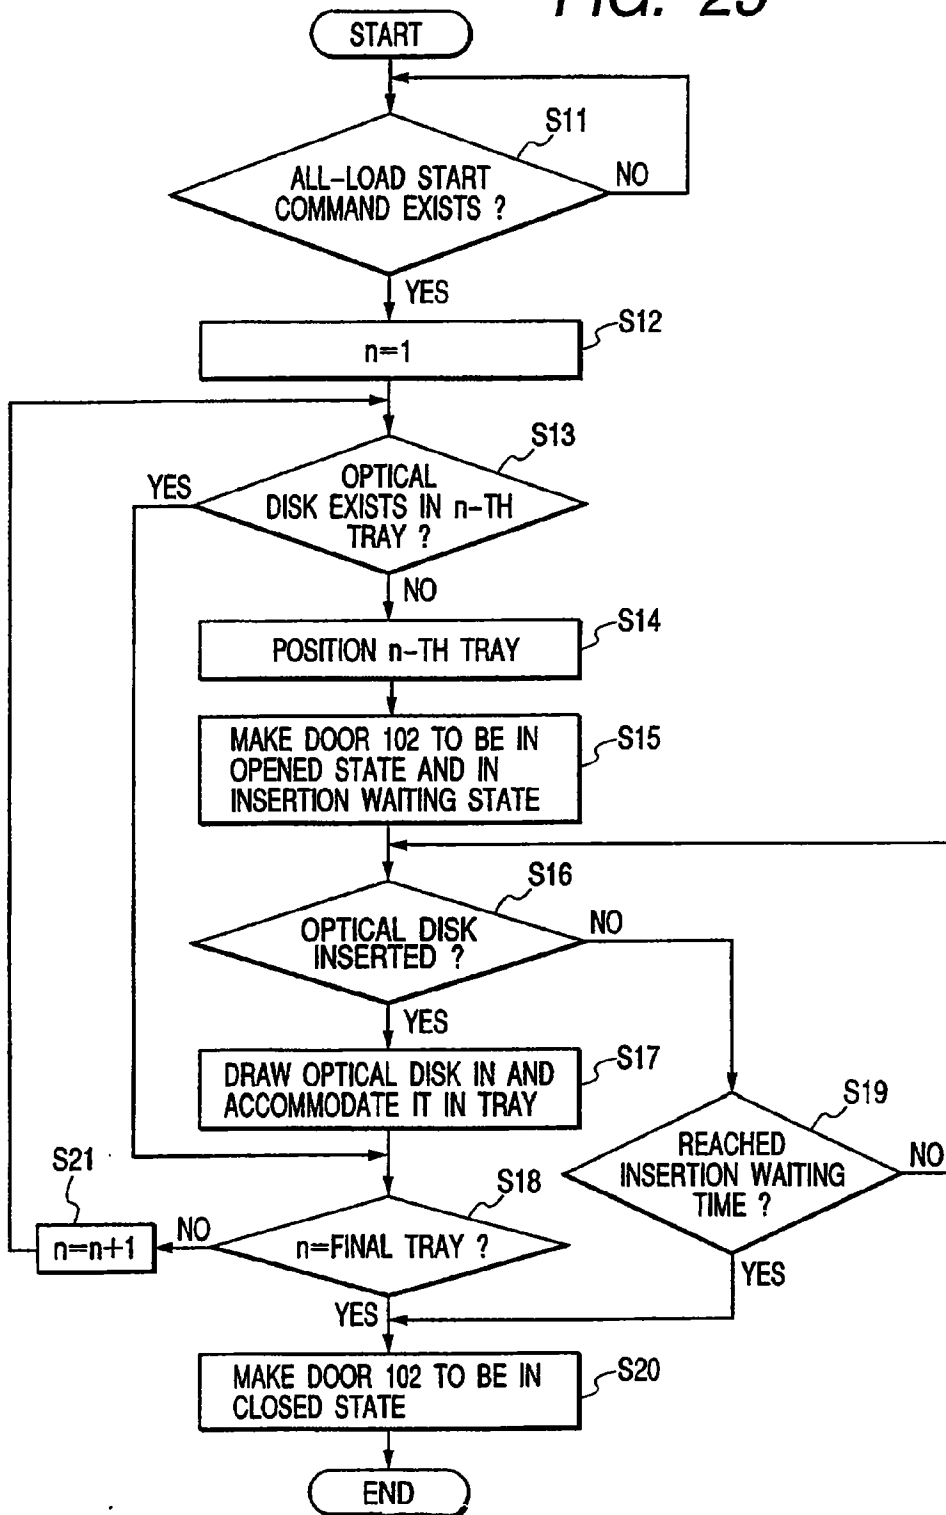 FIG. 25
START
S11
ALL-LOAD START
COMMAND EXISTS ?
NO
YES
S12
n=1
S13
YES
OPTICAL
DISK EXISTS IN n-TH
TRAY ?
NO
S14
POSITION n-TH TRAY
S15
MAKE DOOR 102 TO BE IN
OPENED STATE AND IN
INSERTION WAITING STATE
S16
NO
OPTICAL DISK
INSERTED ?
YES
S17
DRAW OPTICAL DISK IN AND
ACCOMMODATE IT IN TRAY
S19
REACHED
INSERTION WAITING
TIME ?
NO
YES
S21
n=n+1
NO
S18
n=FINAL TRAY ?
YES
S20
MAKE DOOR 102 TO BE IN
CLOSED STATE
END